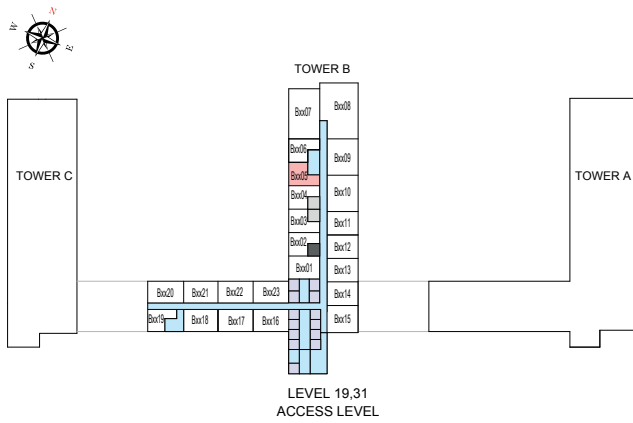 N
W
E
S
TOWER B
Bxx07
Bxx08
Bxx06
Bxx09
TOWER C
Bxx05
TOWER A
Bxx04
Bxx10
Bxx03
Bxx11
Bxx02
Bxx12
Bxx01
Bxx13
Bxx20 Bxx21 Bxx22 Bxx23
Bxx14
Bxx19 Bxx18 Bxx17 Bxx16
Bxx15
LEVEL 19,31
ACCESS LEVEL